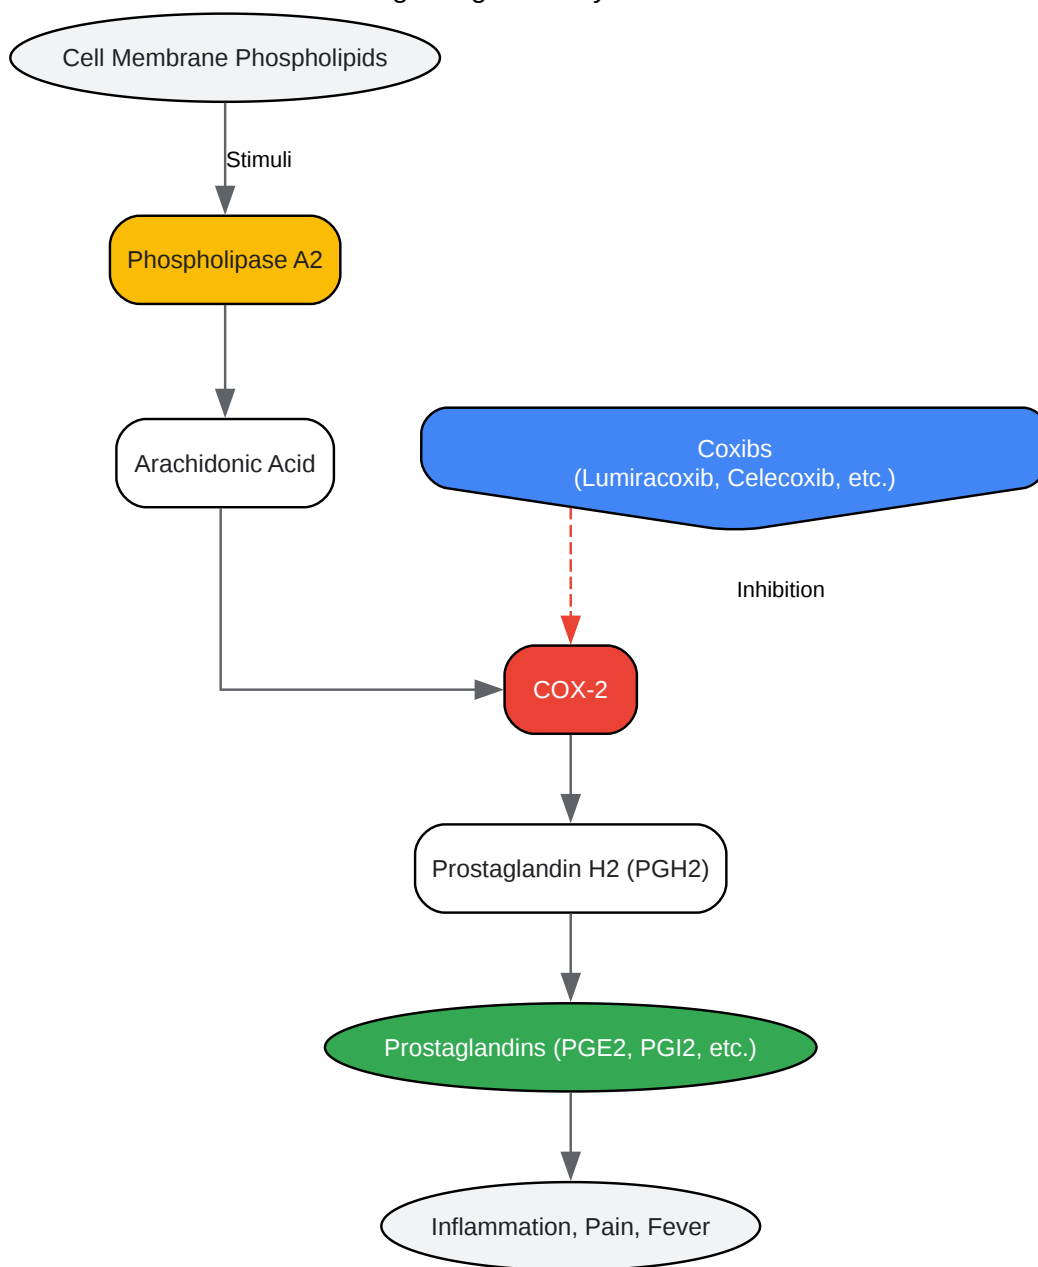 Cell Membrane Phospholipids
Stimuli
Phospholipase A2
Arachidonic Acid
Coxibs
(Lumiracoxib, Celecoxib, etc.)
Inhibition
COX-2
Prostaglandin H2 (PGH2)
Prostaglandins (PGE2, PGI2, etc.)
Inflammation, Pain, Fever